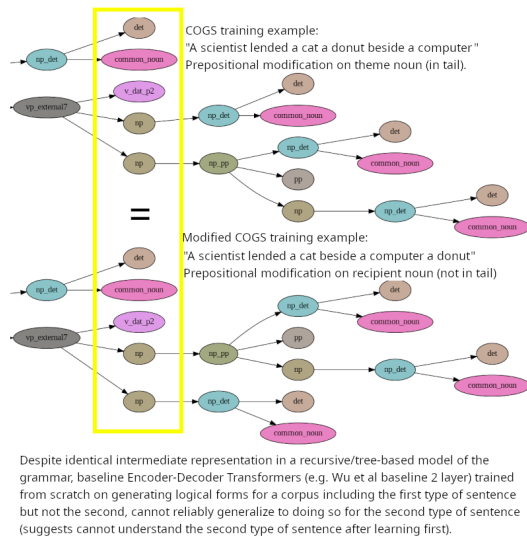 det
COGS training example:
"A scientist lended a cat a donut beside a computer"
np_det
common_noun
Prepositional modification on theme noun (in tail).
v_dat_p2
det
vp_external7
np
np_det
common_noun
det
np_det
np
np_pp
common_noun
pp
det
np
np_det
=
common_noun
Modified COGS training example:
"A scientist lended a cat beside a computer a donut"
det
Prepositional modification on recipient noun (not in tail)
np_det
common_noun
det
np_det
v_dat_p2
common_noun
vp_external7
pp
np
np_pp
det
np
np_det
common_noun
np
np_det
det
common_noun
Despite identical intermediate representation in a recursive/tree-based model of the
grammar, baseline Encoder-Decoder Transformers (e.g. Wu et al baseline 2 layer) trained
from scratch on generating logical forms for a corpus including the first type of sentence
but not the second, cannot reliably generalize to doing so for the second type of sentence
(suggests cannot understand the second type of sentence after learning first).